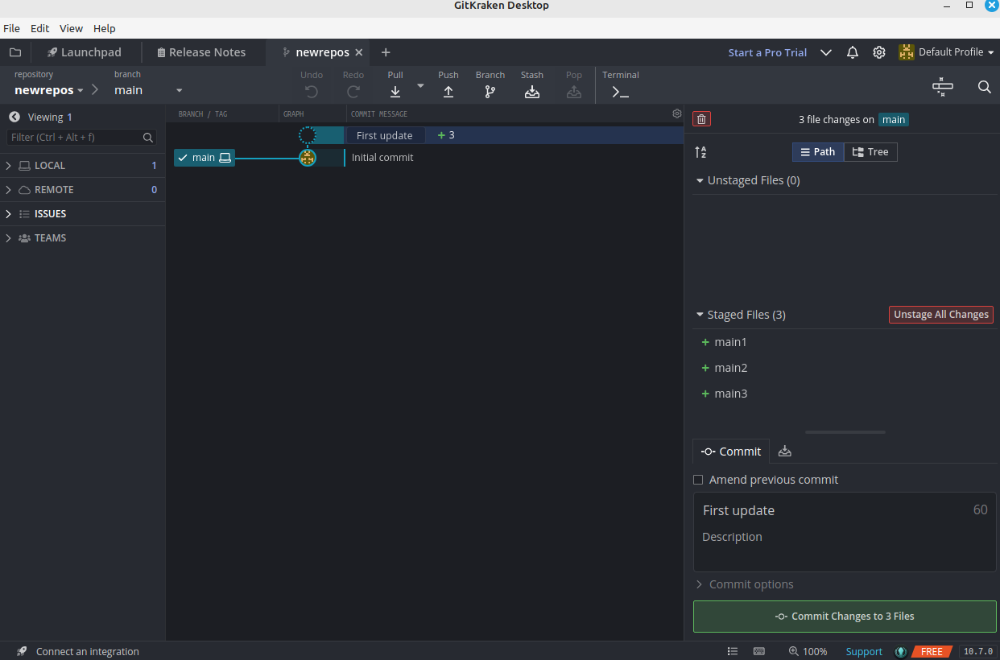 GitKraken Desktop
File Edit View Help
Launchpad Release Notes newrepos Start a Pro Trial Default Profile
repository branch Undo Redo Pull Push Branch Stash Pop Terminal
newrepos main
Viewing 1 BRANCH / TAG GRAPH COMMIT MESSAGE 3 file changes on main
Filter (Ctrl + Alt + f) First update + 3
Path Tree
main Initial commit
LOCAL 1
Unstaged Files (0)
REMOTE 0
ISSUES
TEAMS
Staged Files (3) Unstage All Changes
+ main1
+ main2
+ main3
Commit
Amend previous commit
First update 60
Description
Commit options
Commit Changes to 3 Files
Connect an integration 100% Support FREE 10.7.0